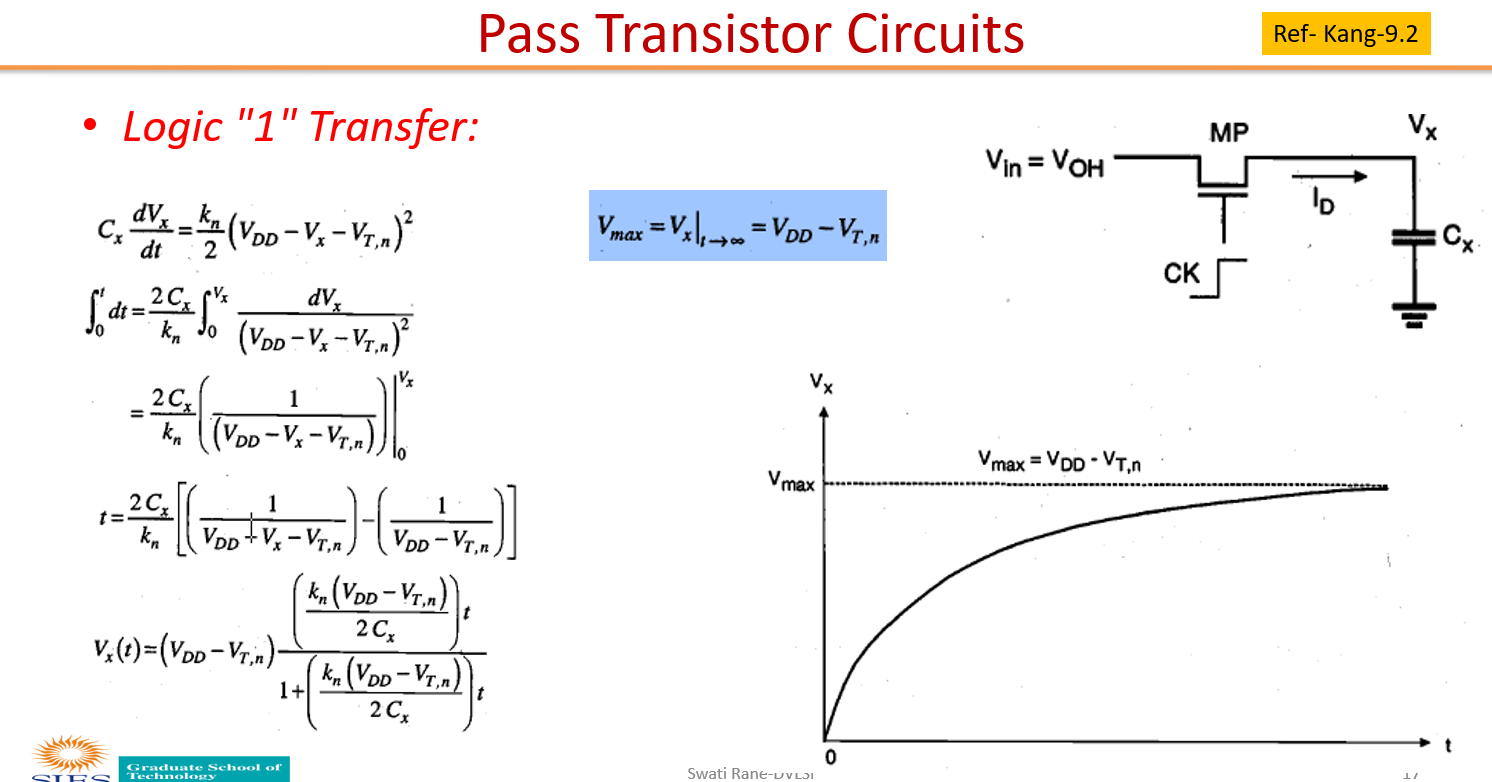 Pass Transistor Circuits
Ref- Kang-9.2
• Logic "1" Transfer:
C_x dV_x/dt = k_n/2 (V_DD − V_x − V_T,n)^2
∫_0^t dt = 2C_x/k_n ∫_0^V_x dV_x/(V_DD − V_x − V_T,n)^2
= 2C_x/k_n (1/(V_DD − V_x − V_T,n))|_0^V_x
t = 2C_x/k_n [(1/(V_DD − V_x − V_T,n)) − (1/(V_DD − V_T,n))]
V_x(t) = (V_DD − V_T,n) (k_n(V_DD − V_T,n)/2C_x) t / 1 + (k_n(V_DD − V_T,n)/2C_x) t
V_max = V_x|_t→∞ = V_DD − V_T,n
MP
V_x
V_in = V_OH
I_D
C_x
CK
V_x
V_max = V_DD - V_T,n
V_max
0
t
SIES
Graduate School of
Technology
Swati Rane-DVLSI
17